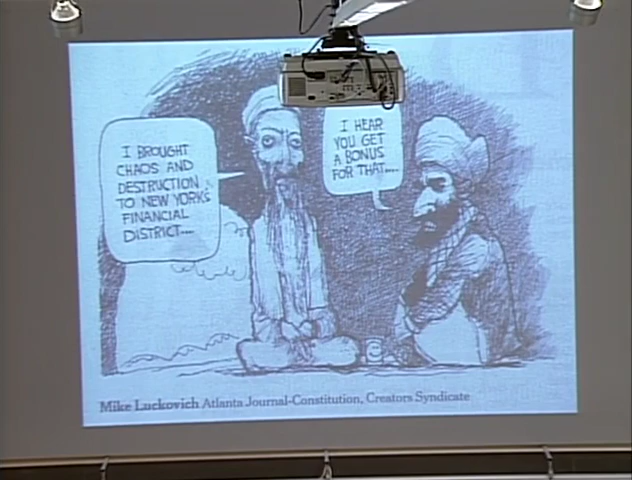 I BROUGHT
CHAOS AND
DESTRUCTION
TO NEW YORK'S
FINANCIAL
DISTRICT....
I HEAR
YOU GET
A BONUS
FOR THAT....
Mike Luckovich Atlanta Journal-Constitution, Creators Syndicate